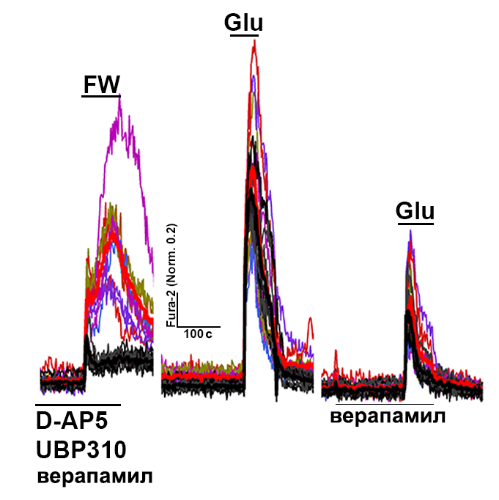 Glu
FW
Glu
Fura-2 (Norm. 0.2)
100 с
D-AP5
UBP310
верапамил
верапамил